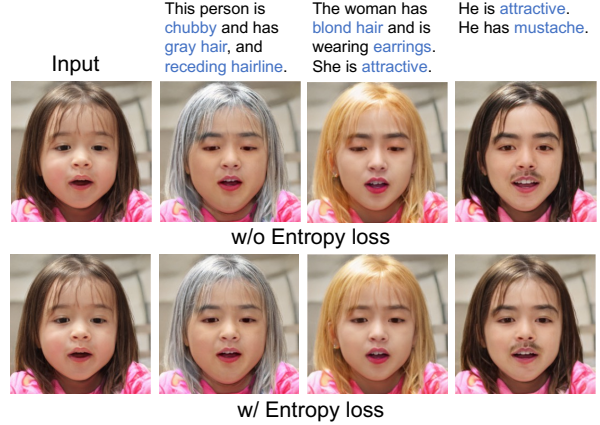 Input
This person is
chubby and has
gray hair, and
receding hairline.
The woman has
blond hair and is
wearing earrings.
She is attractive.
He is attractive.
He has mustache.
w/o Entropy loss
w/ Entropy loss